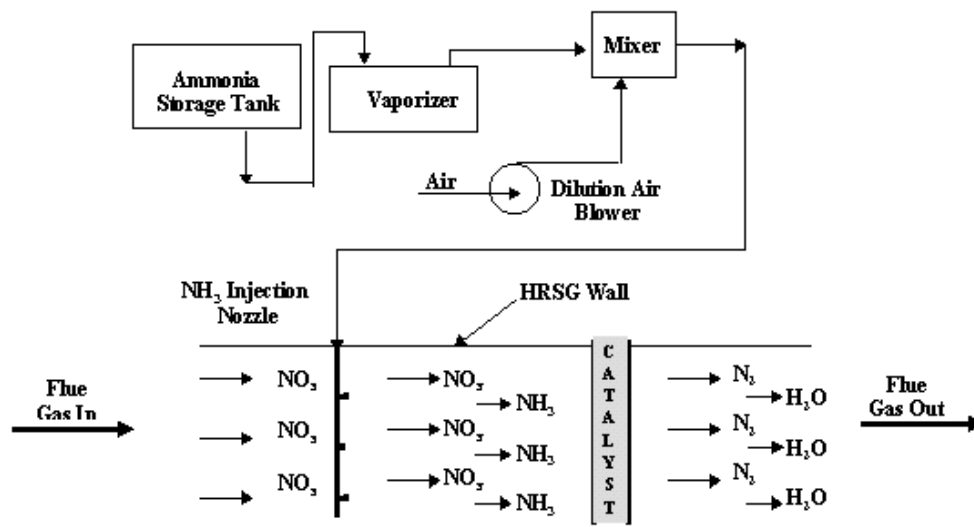 Ammonia
Storage Tank
Vaporizer
Mixer
Air
Dilution Air
Blower
NH₃ Injection
Nozzle
HRSG Wall
Flue
Gas In
NOₓ
NOₓ
NOₓ
NOₓ
NH₃
NOₓ
NH₃
NOₓ
NH₃
CATALYST
N₂
H₂O
N₂
H₂O
N₂
H₂O
Flue
Gas Out